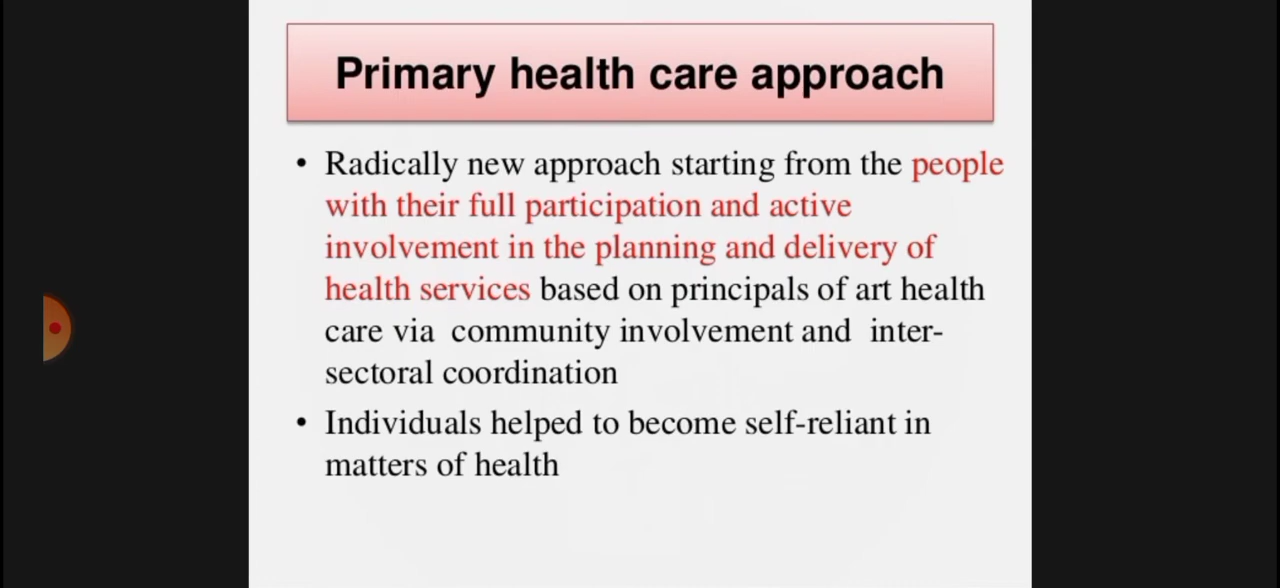 Primary health care approach
• Radically new approach starting from the people
with their full participation and active
involvement in the planning and delivery of
health services based on principals of art health
care via community involvement and inter-
sectoral coordination
• Individuals helped to become self-reliant in
matters of health